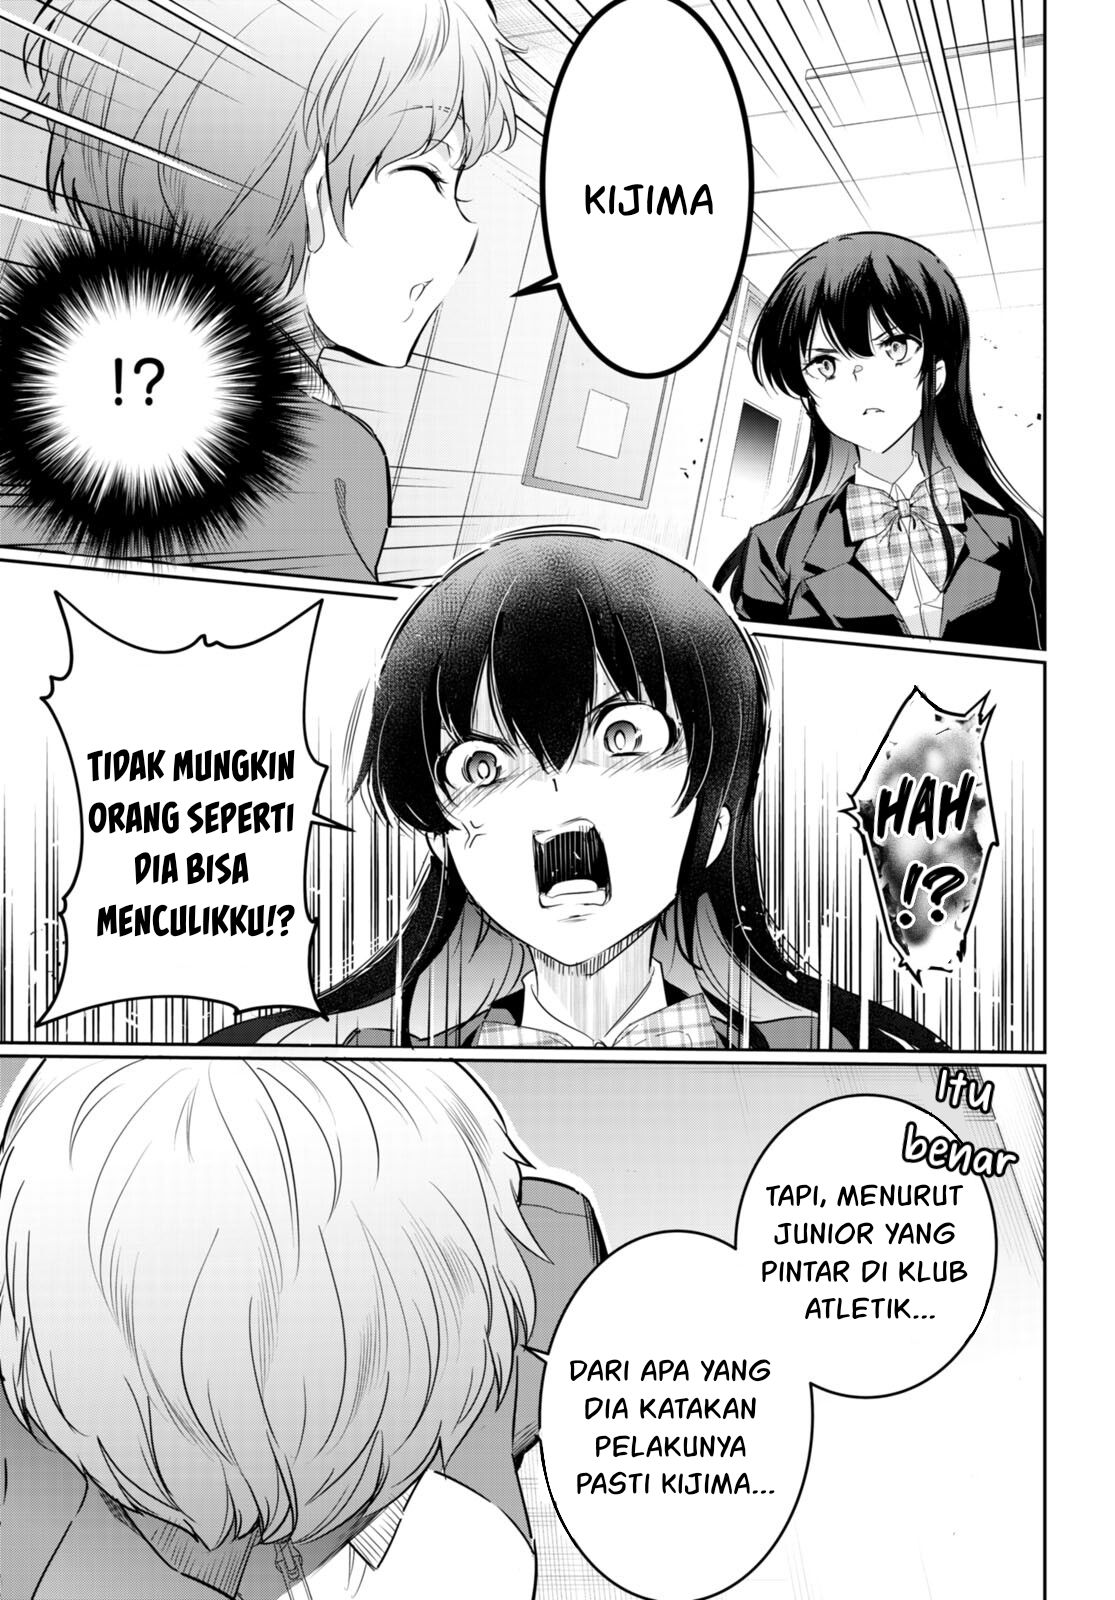 KIJIMA
!?
HAH
!?
TIDAK MUNGKIN
ORANG SEPERTI
DIA BISA
MENCULIKKU!?
Itu
benar
TAPI, MENURUT
JUNIOR YANG
PINTAR DI KLUB
ATLETIK...
DARI APA YANG
DIA KATAKAN
PELAKUNYA
PASTI KIJIMA...